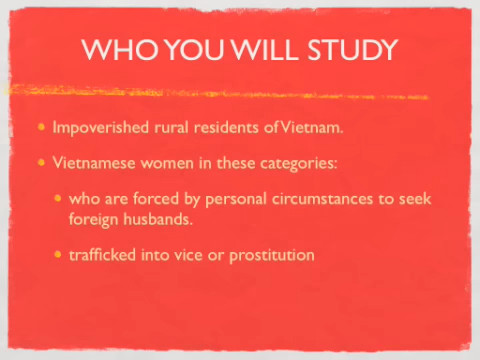 WHO YOU WILL STUDY
Impoverished rural residents of Vietnam.
Vietnamese women in these categories:
who are forced by personal circumstances to seek
foreign husbands.
trafficked into vice or prostitution